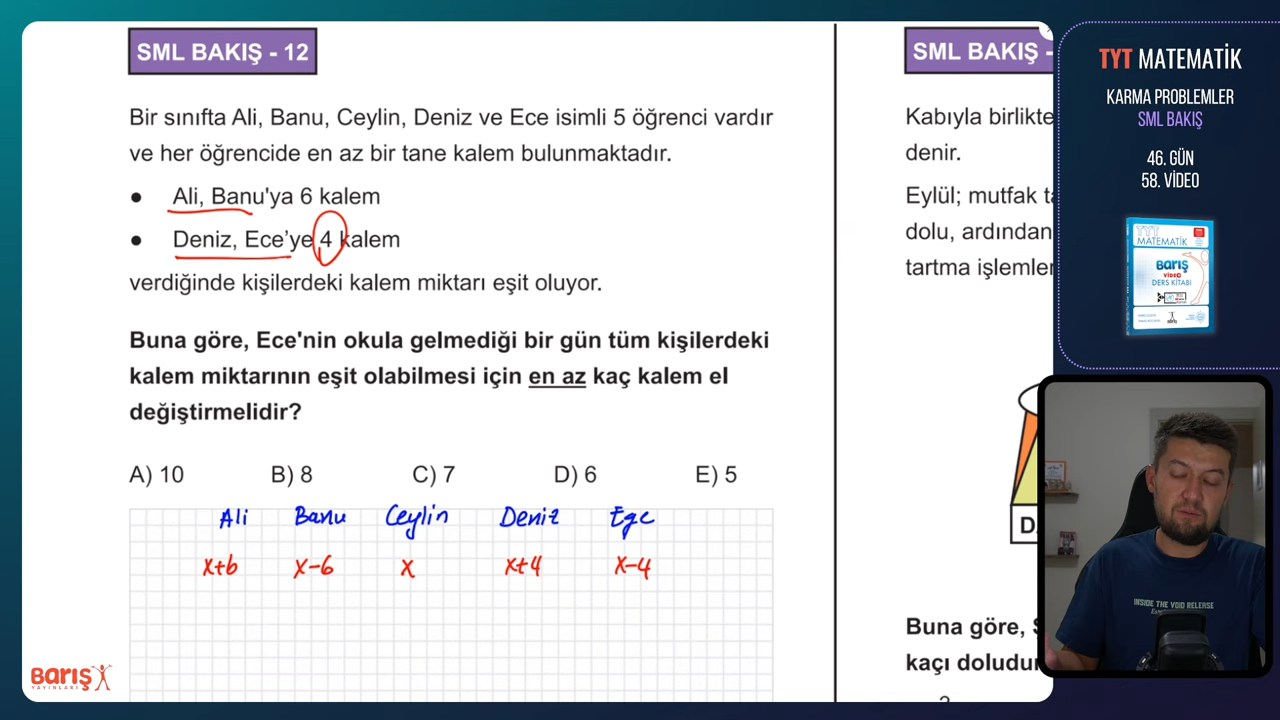 SML BAKIŞ - 12
Bir sınıfta Ali, Banu, Ceylin, Deniz ve Ece isimli 5 öğrenci vardır
ve her öğrencide en az bir tane kalem bulunmaktadır.
● Ali, Banu'ya 6 kalem
● Deniz, Ece'ye 4 kalem
verdiğinde kişilerdeki kalem miktarı eşit oluyor.
Buna göre, Ece'nin okula gelmediği bir gün tüm kişilerdeki
kalem miktarının eşit olabilmesi için en az kaç kalem el
değiştirmelidir?
A) 10 B) 8 C) 7 D) 6 E) 5
Ali Banu Ceylin Deniz Ege
x+6 x-6 x x+4 x-4
BARIŞ
YAYINLARI
SML BAKIŞ -
Kabıyla birlikte
denir.
Eylül; mutfak
dolu, ardından
tartma işlemler
D
Buna göre,
kaçı doludu
TYT MATEMATİK
KARMA PROBLEMLER
SML BAKIŞ
46. GÜN
58. VİDEO
TYT
MATEMATİK
BARIŞ
VİDEO
DERS KİTABI
INSIDE THE VOID RELEASE